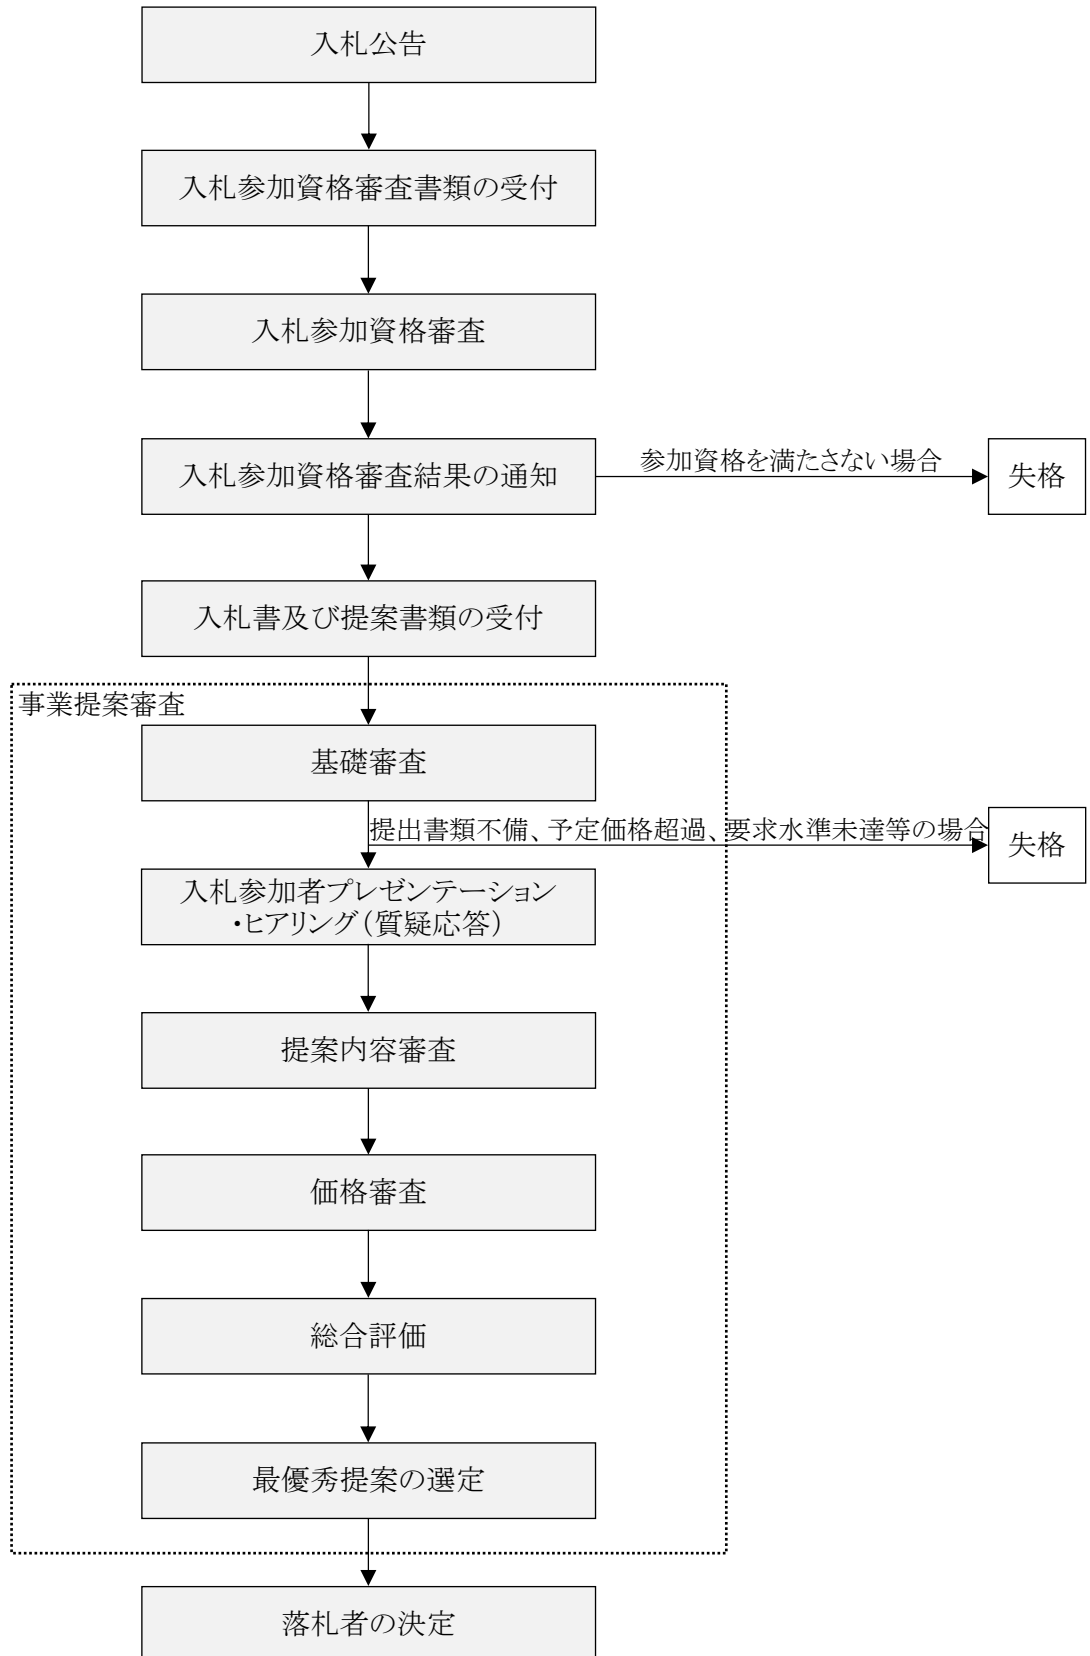 入札公告
入札参加資格審査書類の受付
入札参加資格審査
入札参加資格審査結果の通知
参加資格を満たさない場合
失格
入札書及び提案書類の受付
事業提案審査
基礎審査
提出書類不備、予定価格超過、要求水準未達等の場合
失格
入札参加者プレゼンテーション
・ヒアリング（質疑応答）
提案内容審査
価格審査
総合評価
最優秀提案の選定
落札者の決定